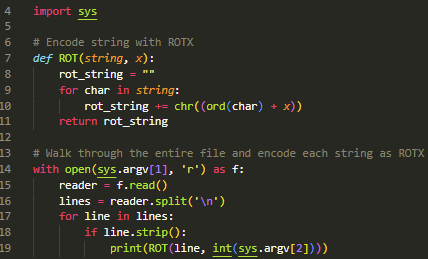 4 import sys
5
6 # Encode string with ROTX
7 def ROT(string, x):
8     rot_string = ""
9     for char in string:
10         rot_string += chr((ord(char) + x))
11     return rot_string
12
13 # Walk through the entire file and encode each string as ROTX
14 with open(sys.argv[1], 'r') as f:
15     reader = f.read()
16     lines = reader.split('\n')
17     for line in lines:
18         if line.strip():
19             print(ROT(line, int(sys.argv[2])))